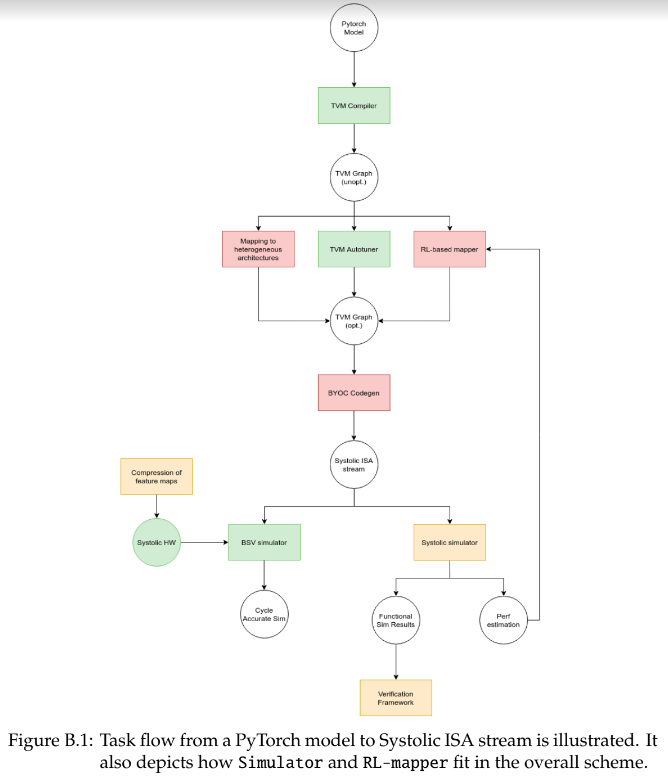 Pytorch
Model
TVM Compiler
TVM Graph
(unopt.)
Mapping to
heterogeneous
architectures
TVM Autotuner
RL-based mapper
TVM Graph
(opt.)
BYOC Codegen
Systolic ISA
stream
Compression of
feature maps
Systolic HW
BSV simulator
Systolic simulator
Cycle
Accurate Sim
Functional
Sim Results
Perf
estimation
Verification
Framework
Figure B.1: Task flow from a PyTorch model to Systolic ISA stream is illustrated. It
also depicts how Simulator and RL-mapper fit in the overall scheme.